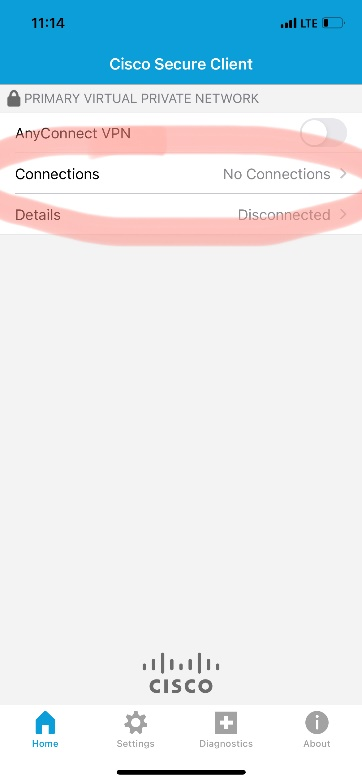 11:14
LTE
Cisco Secure Client
PRIMARY VIRTUAL PRIVATE NETWORK
AnyConnect VPN
Connections No Connections
Details Disconnected
CISCO
Home Settings Diagnostics About